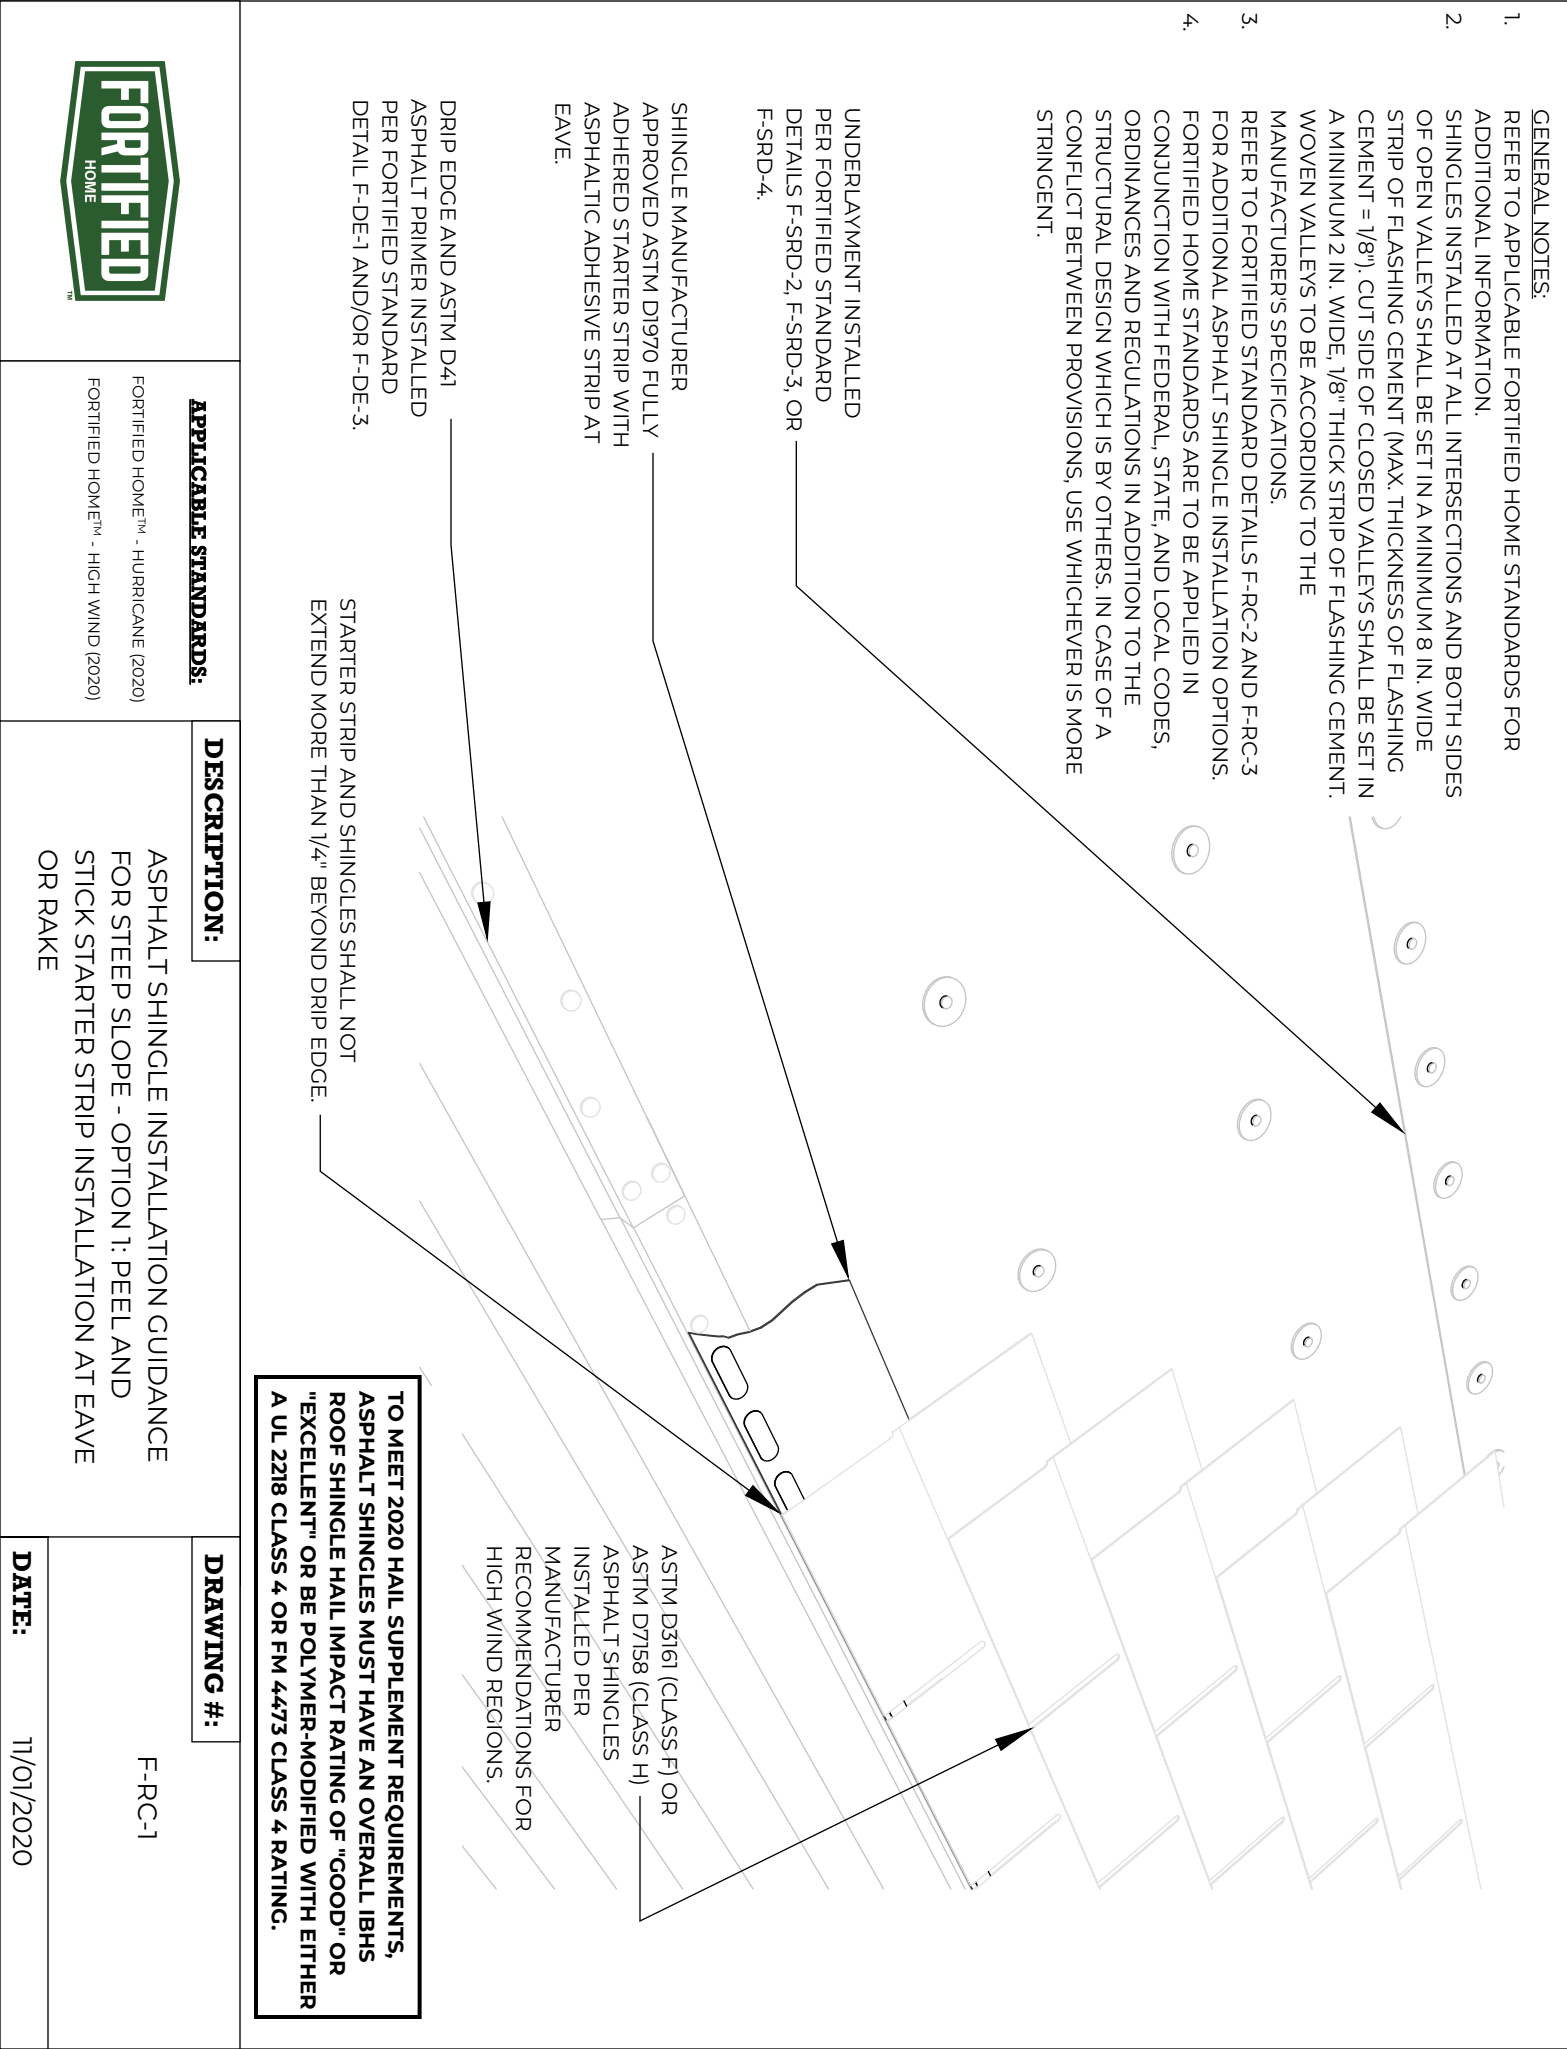 GENERAL NOTES:
1. REFER TO APPLICABLE FORTIFIED HOME STANDARDS FOR
ADDITIONAL INFORMATION.
2. SHINGLES INSTALLED AT ALL INTERSECTIONS AND BOTH SIDES
OF OPEN VALLEYS SHALL BE SET IN A MINIMUM 8 IN. WIDE
STRIP OF FLASHING CEMENT (MAX. THICKNESS OF FLASHING
CEMENT = 1/8"). CUT SIDE OF CLOSED VALLEYS SHALL BE SET IN
A MINIMUM 2 IN. WIDE, 1/8" THICK STRIP OF FLASHING CEMENT.
WOVEN VALLEYS TO BE ACCORDING TO THE
MANUFACTURER'S SPECIFICATIONS.
3. REFER TO FORTIFIED STANDARD DETAILS F-RC-2 AND F-RC-3
FOR ADDITIONAL ASPHALT SHINGLE INSTALLATION OPTIONS.
4. FORTIFIED HOME STANDARDS ARE TO BE APPLIED IN
CONJUNCTION WITH FEDERAL, STATE, AND LOCAL CODES,
ORDINANCES AND REGULATIONS IN ADDITION TO THE
STRUCTURAL DESIGN WHICH IS BY OTHERS. IN CASE OF A
CONFLICT BETWEEN PROVISIONS, USE WHICHEVER IS MORE
STRINGENT.
UNDERLAYMENT INSTALLED
PER FORTIFIED STANDARD
DETAILS F-SRD-2, F-SRD-3, OR
F-SRD-4.
SHINGLE MANUFACTURER
APPROVED ASTM D1970 FULLY
ADHERED STARTER STRIP WITH
ASPHALTIC ADHESIVE STRIP AT
EAVE.
DRIP EDGE AND ASTM D41
ASPHALT PRIMER INSTALLED
PER FORTIFIED STANDARD
DETAIL F-DE-1 AND/OR F-DE-3.
STARTER STRIP AND SHINGLES SHALL NOT
EXTEND MORE THAN 1/4" BEYOND DRIP EDGE.
ASTM D3161 (CLASS F) OR
ASTM D7158 (CLASS H)
ASPHALT SHINGLES
INSTALLED PER
MANUFACTURER
RECOMMENDATIONS FOR
HIGH WIND REGIONS.
TO MEET 2020 HAIL SUPPLEMENT REQUIREMENTS,
ASPHALT SHINGLES MUST HAVE AN OVERALL IBHS
ROOF SHINGLE HAIL IMPACT RATING OF "GOOD" OR
"EXCELLENT" OR BE POLYMER-MODIFIED WITH EITHER
A UL 2218 CLASS 4 OR FM 4473 CLASS 4 RATING.
FORTIFIED
HOME
TM
APPLICABLE STANDARDS:
FORTIFIED HOME™ - HURRICANE (2020)
FORTIFIED HOME™ - HIGH WIND (2020)
DESCRIPTION:
ASPHALT SHINGLE INSTALLATION GUIDANCE
FOR STEEP SLOPE - OPTION 1: PEEL AND
STICK STARTER STRIP INSTALLATION AT EAVE
OR RAKE
DRAWING #:
F-RC-1
DATE: 11/01/2020